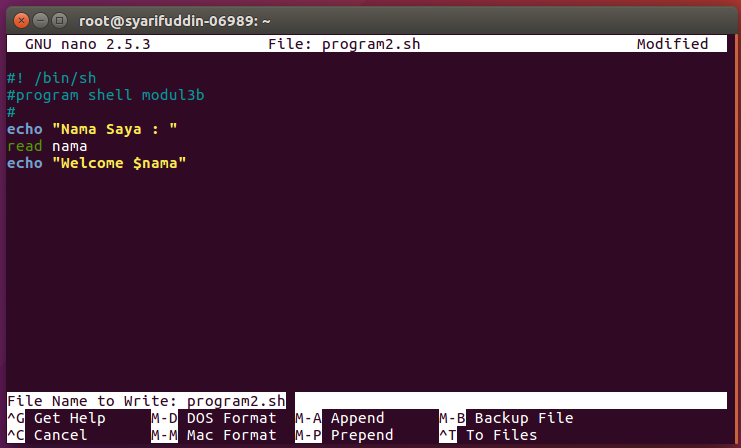 root@syarifuddin-06989: ~
GNU nano 2.5.3 File: program2.sh Modified
#! /bin/sh
#program shell modul3b
#
echo "Nama Saya : "
read nama
echo "Welcome $nama"
File Name to Write: program2.sh
^G Get Help M-D DOS Format M-A Append M-B Backup File
^C Cancel M-M Mac Format M-P Prepend ^T To Files